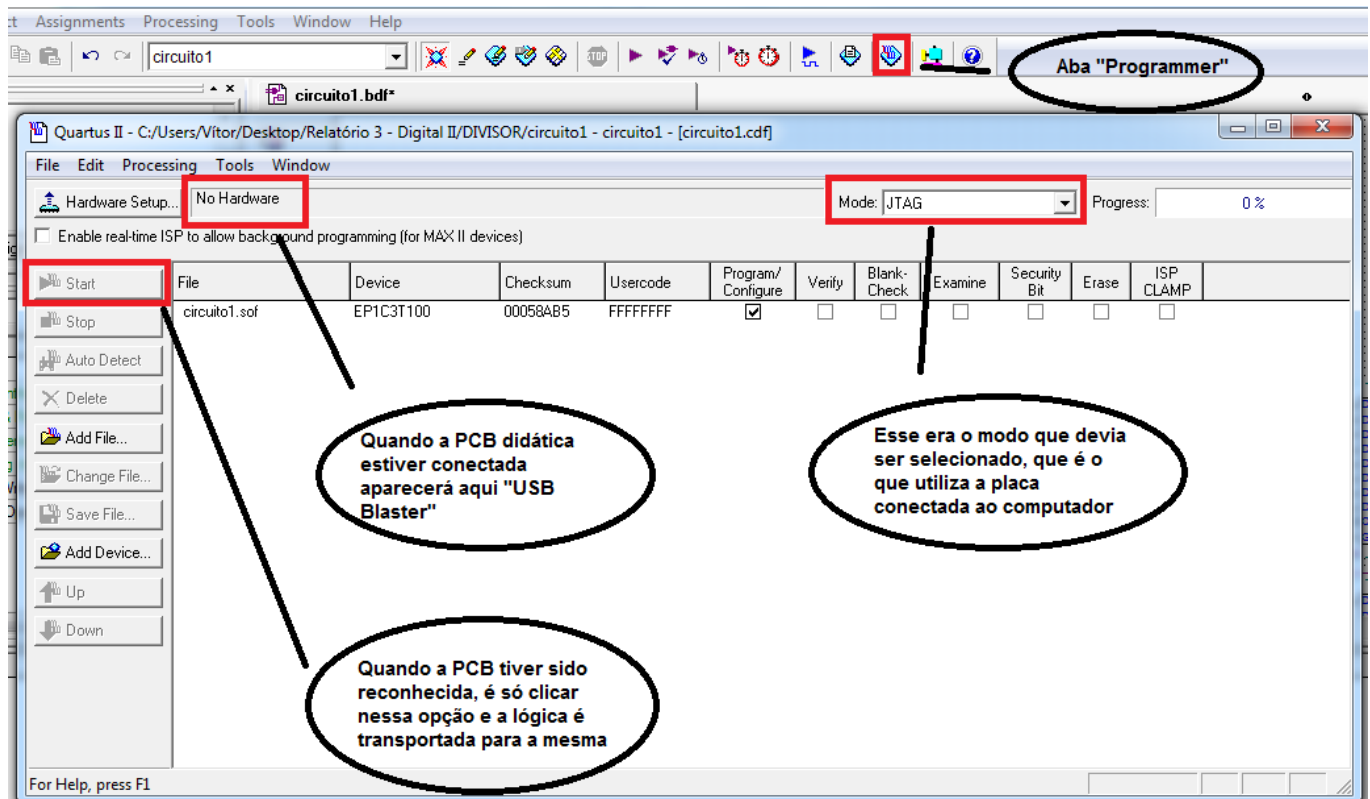 Assignments Processing Tools Window Help
circuito1
STOP
Aba "Programmer"
circuito1.bdf*
Quartus II - C:/Users/Vítor/Desktop/Relatório 3 - Digital II/DIVISOR/circuito1 - circuito1 - [circuito1.cdf]
File Edit Processing Tools Window
Hardware Setup... No Hardware Mode: JTAG Progress: 0 %
Enable real-time ISP to allow background programming (for MAX II devices)
Start
Stop
Auto Detect
Delete
Add File...
Change File...
Save File...
Add Device...
Up
Down
File Device Checksum Usercode Program/ Configure Verify Blank- Check Examine Security Bit Erase ISP CLAMP
circuito1.sof EP1C3T100 00058AB5 FFFFFFFF
Quando a PCB didática
estiver conectada
aparecerá aqui "USB
Blaster"
Esse era o modo que devia
ser selecionado, que é o
que utiliza a placa
conectada ao computador
Quando a PCB tiver sido
reconhecida, é só clicar
nessa opção e a lógica é
transportada para a mesma
For Help, press F1